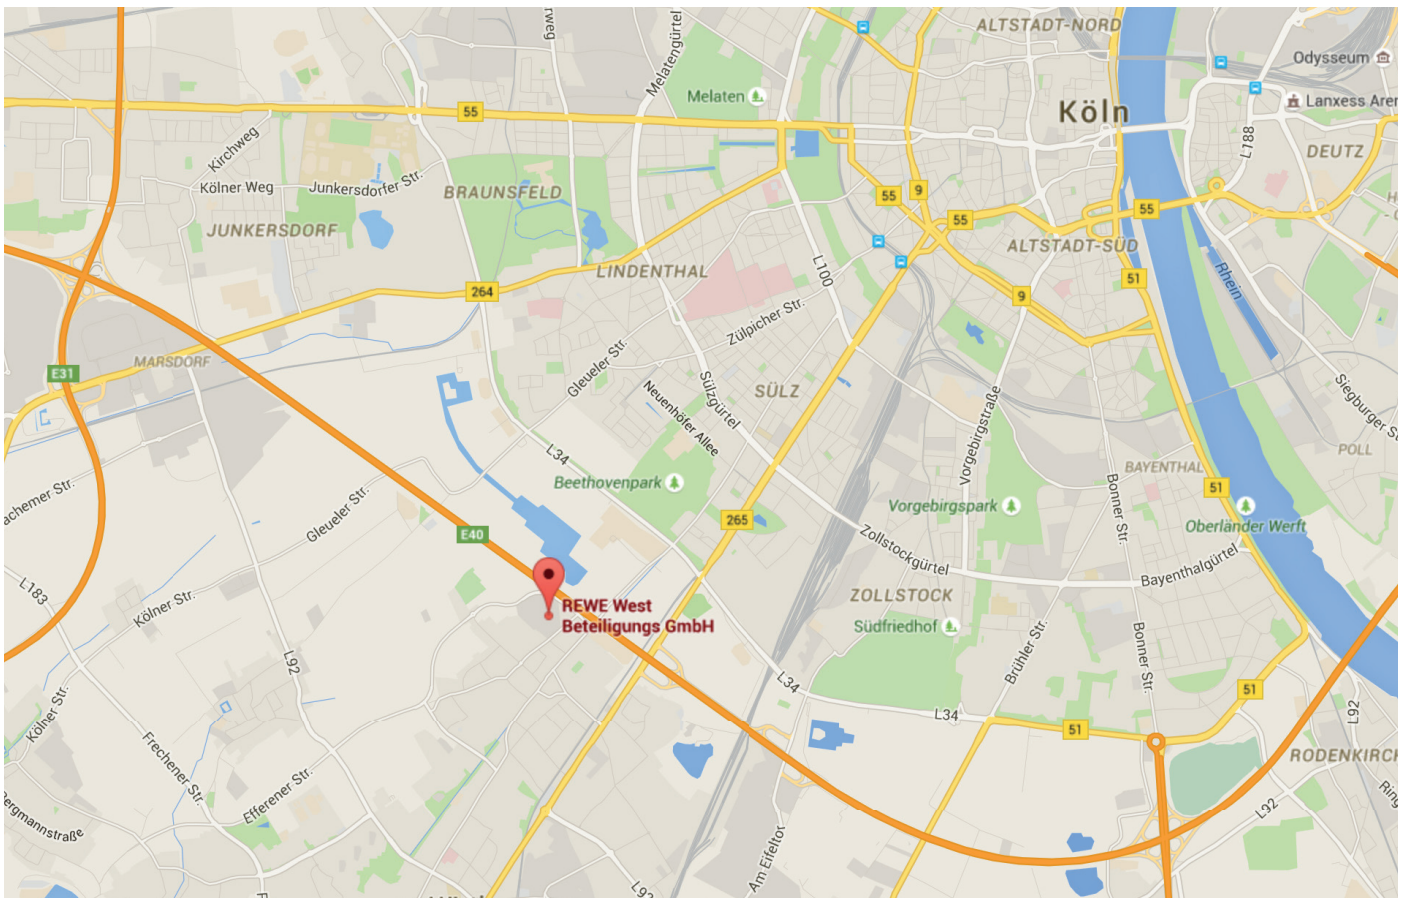 ALTSTADT-NORD
Odysseum
Melatengürtel
Melaten
Köln
Lanxess Arer
55
L188
DEUTZ
Kirchweg
Kölner Weg
Junkersdorfer Str.
BRAUNSFELD
55
9
55
55
JUNKERSDORF
ALTSTADT-SÜD
LINDENTHAL
L100
51
Rhein
264
9
Zülpicher Str.
MARSDORF
Gleueler Str.
E31
SÜLZ
Neuenhöfer Allee
Sülzgürtel
Siegburger St
Vorgebirgstraße
POLL
L34
BAYENTHAL
Beethovenpark
51
achemer Str.
Gleueler Str.
Bonner Str.
Vorgebirgspark
265
Oberländer Werft
E40
Zollstockgürtel
Bayenthalgürtel
L183
Kölner Str.
REWE West
Beteiligungs GmbH
ZOLLSTOCK
Südfriedhof
Brühler Str.
Bonner Str.
L92
L34
51
Kölner Str.
L34
L92
51
Frechener Str.
RODENKIRCH
Efferener Str.
Ring
L92
Bergmannstraße
Am Eifeltor
L92